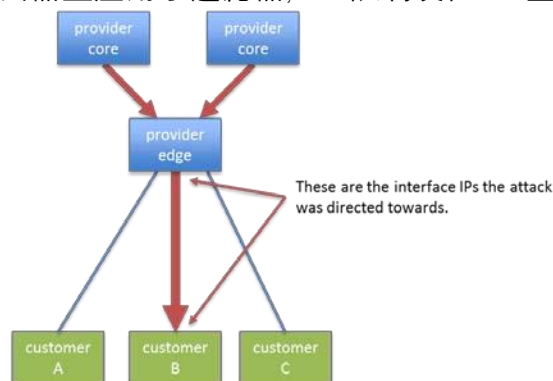 provider
core
provider
core
provider
edge
These are the interface IPs the attack
was directed towards.
customer
A
customer
B
customer
C